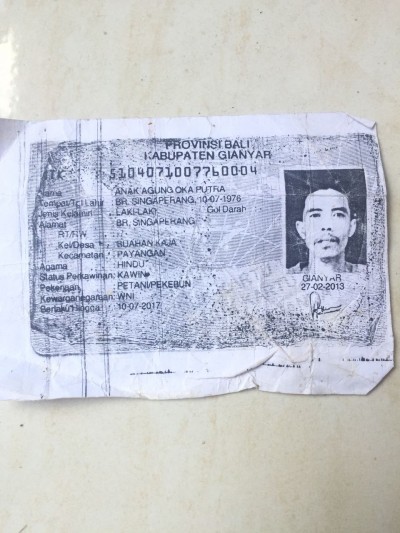 PROVINSI BALI
KABUPATEN GIANYAR
NIK 5104071007760004
Nama : ANAK AGUNG OKA PUTRA
Tempat/Tgl Lahir : BR. SINGAPERANG, 10-07-1976
Jenis Kelamin : LAKI-LAKI Gol Darah
Alamat : BR. SINGAPERANG
RT/RW :
Kel/Desa : BUAHAN KAJA
Kecamatan : PAYANGAN
Agama : HINDU
Status Perkawinan: KAWIN
Pekerjaan : PETANI/PEKEBUN
Kewarganegaraan: WNI
Berlaku Hingga : 10-07-2017
GIANYAR
27-02-2013